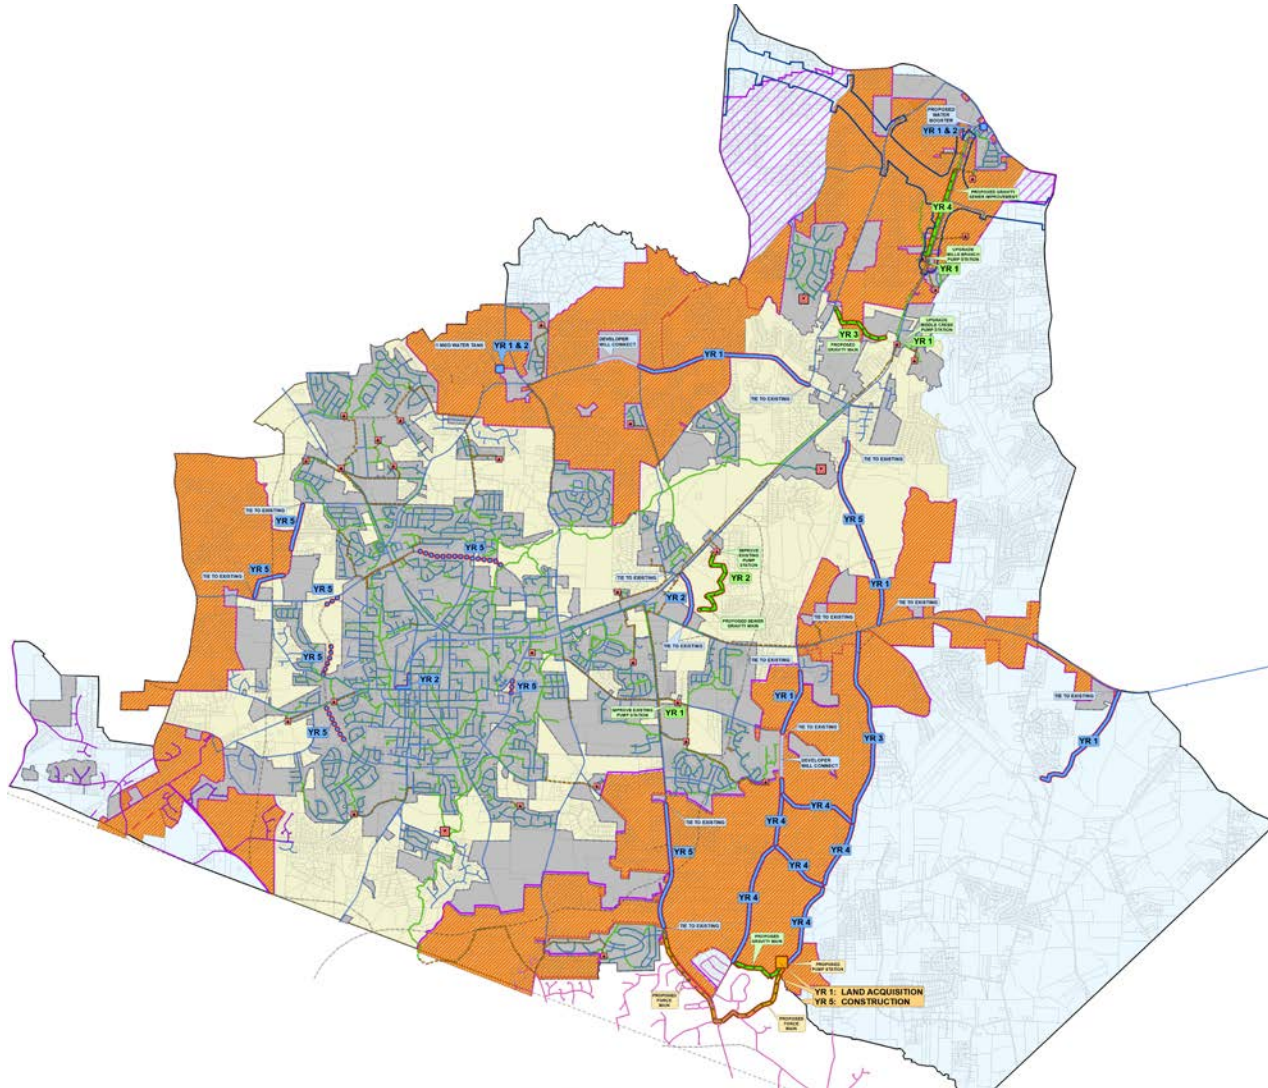 PROPOSED
WATER
BOOSTER
YR 1 & 2
PROPOSED GRAVITY
SEWER IMPROVEMENT
YR 4
UPGRADE
MILLS BRANCH
PUMP STATION
YR 1
UPGRADE
MIDDLE CREEK
PUMP STATION
YR 1
YR 3
PROPOSED
GRAVITY MAIN
1 MGD WATER TANK
YR 1 & 2
DEVELOPER
WILL CONNECT
YR 1
TIE TO EXISTING
TIE TO EXISTING
TIE TO EXISTING
YR 5
YR 5
YR 5
IMPROVE
EXISTING
PUMP
STATION
TIE TO EXISTING
YR 5
YR 5
TIE TO EXISTING
YR 2
YR 1
YR 2
TIE TO EXISTING
PROPOSED SEWER
GRAVITY MAIN
TIE TO EXISTING
TIE TO EXISTING
YR 5
TIE TO EXISTING
YR 2
YR 5
YR 1
TIE TO EXISTING
IMPROVE EXISTING
PUMP STATION
YR 1
YR 5
TIE TO EXISTING
YR 3
YR 1
DEVELOPER
WILL CONNECT
YR 4
TIE TO EXISTING
YR 4
YR 4
YR 5
YR 4
YR 4
YR 4
TIE TO EXISTING
PROPOSED
GRAVITY MAIN
PROPOSED
PUMP STATION
YR 1: LAND ACQUISITION
YR 5: CONSTRUCTION
PROPOSED
FORCE
MAIN
PROPOSED
FORCE
MAIN